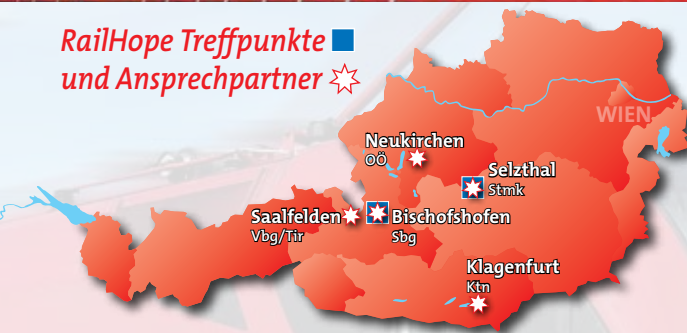 RailHope Treffpunkte
und Ansprechpartner
WIEN
Neukirchen
OÖ
Selzthal
Stmk
Saalfelden
Vbg/Tir
Bischofshofen
Sbg
Klagenfurt
Ktn